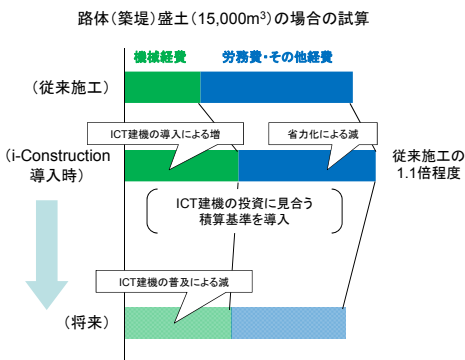 路体(築堤)盛土(15,000m³)の場合の試算
機械経費
労務費・その他経費
(従来施工)
ICT建機の導入による増
省力化による減
(i-Construction
導入時)
従来施工の
1.1倍程度
ICT建機の投資に見合う
積算基準を導入
ICT建機の普及による減
(将来)